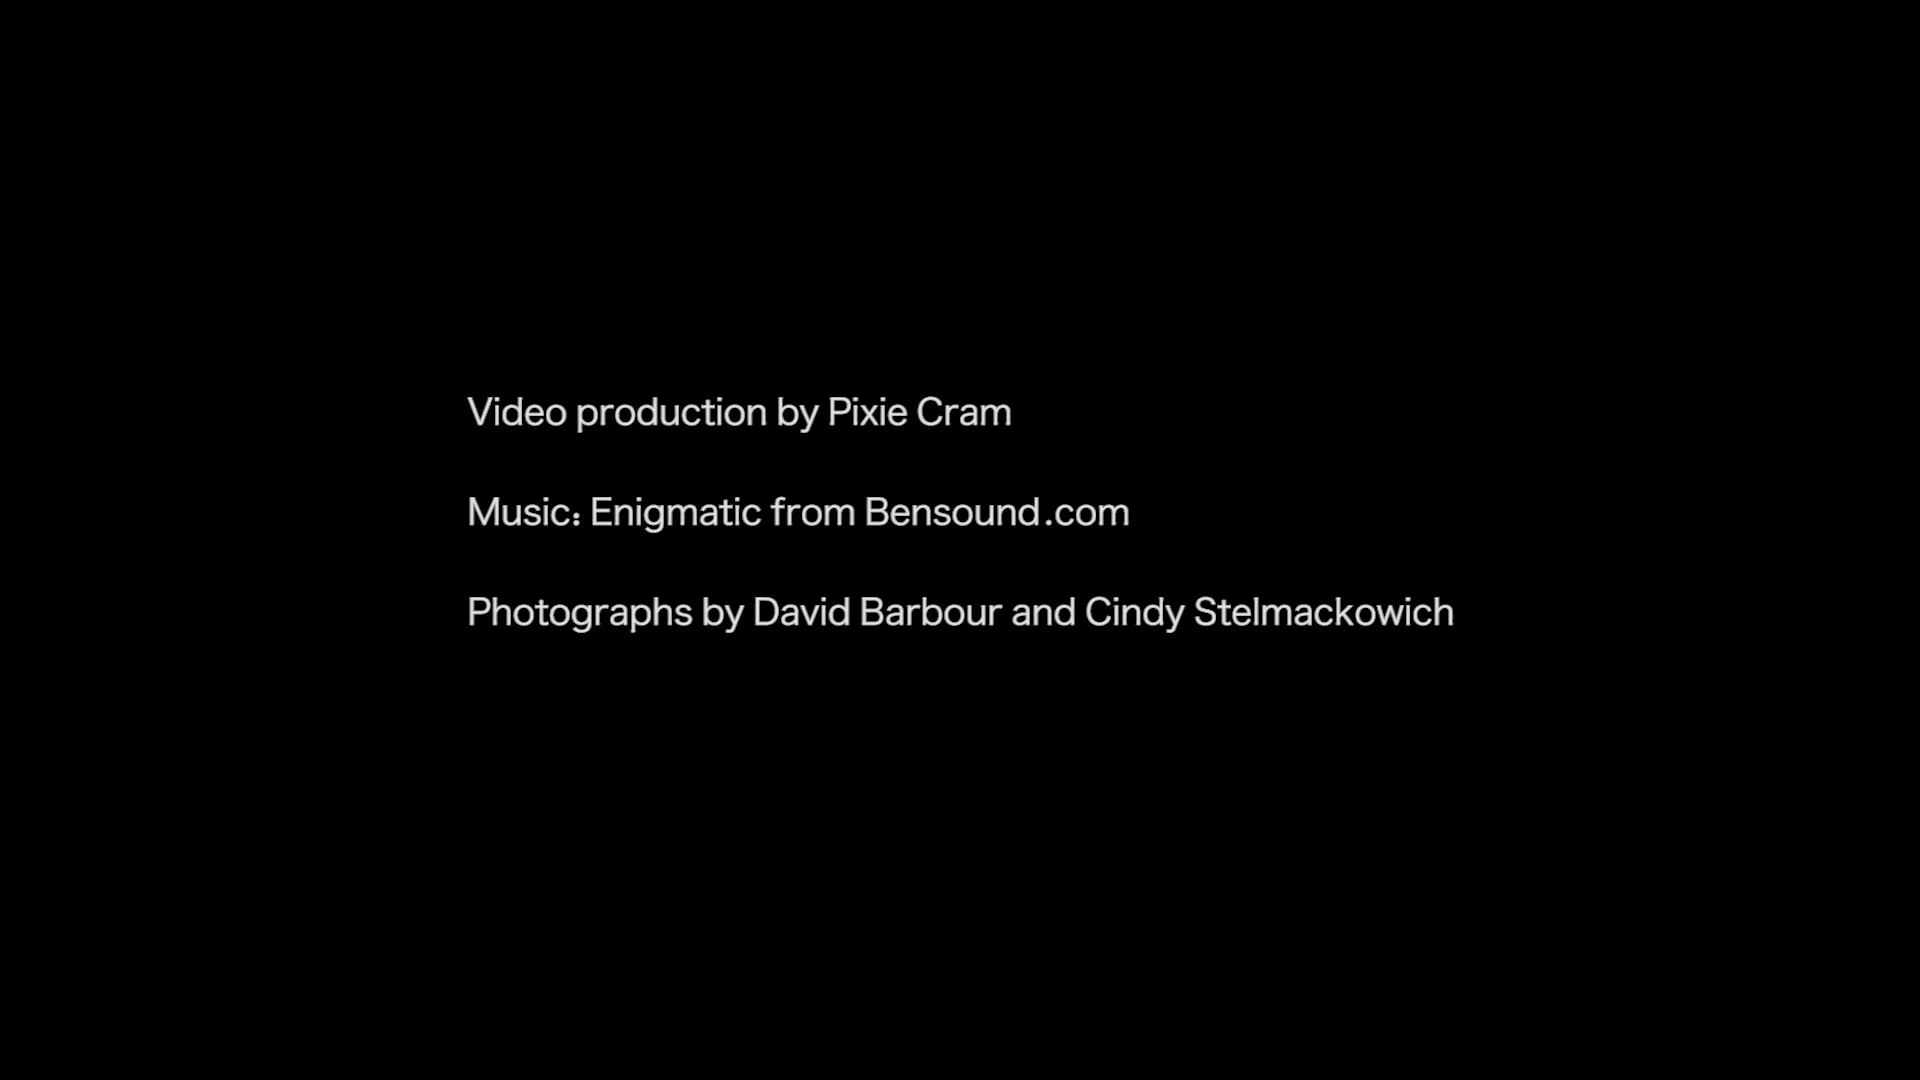 Video production by Pixie Cram
Music: Enigmatic from Bensound.com
Photographs by David Barbour and Cindy Stelmackowich